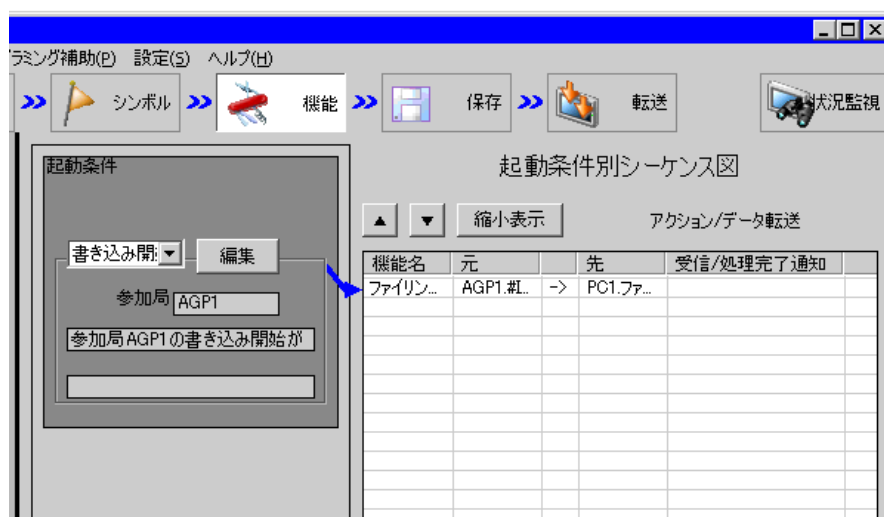 ラミング補助(P) 設定(S) ヘルプ(H)
シンボル 機能 保存 転送 状況監視
起動条件
起動条件別シーケンス図
▲ ▼ 縮小表示 アクション/データ転送
書き込み開 編集
機能名 元 先 受信/処理完了通知
ファイリン... AGP1.#I... -> PC1.ファ...
参加局 AGP1
参加局AGP1の書き込み開始が